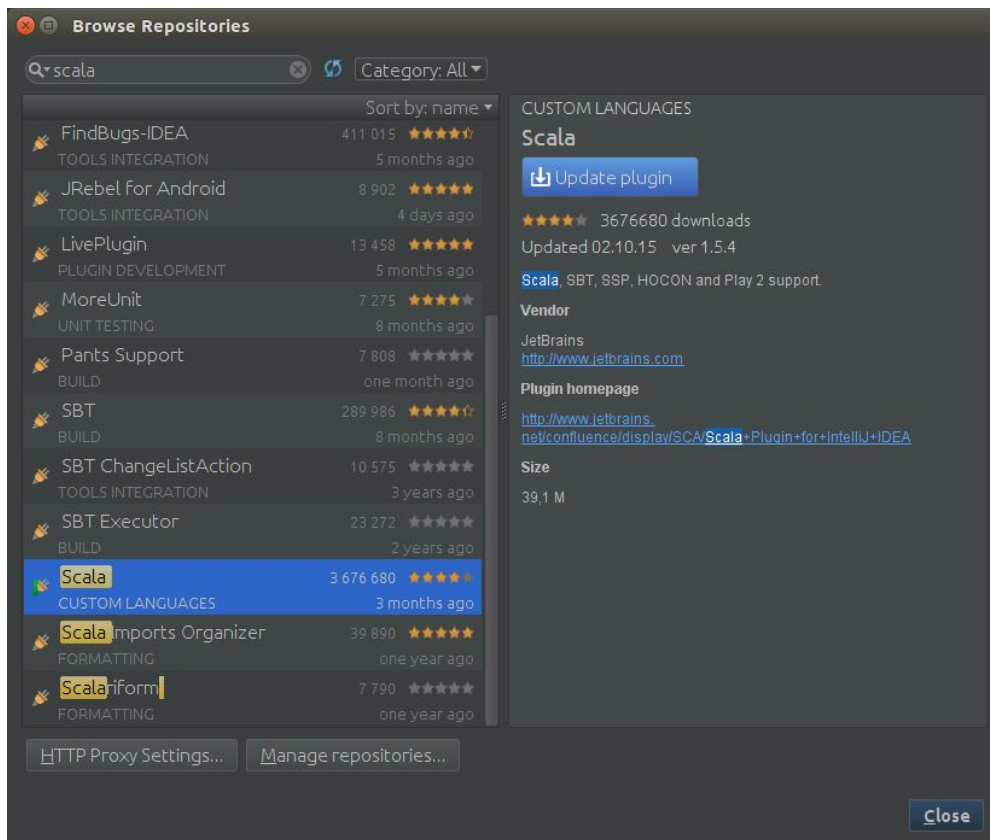 Browse Repositories
scala
Category: All
Sort by: name
FindBugs-IDEA 411 015
TOOLS INTEGRATION 5 months ago
JRebel for Android 8 902
TOOLS INTEGRATION 4 days ago
LivePlugin 13 458
PLUGIN DEVELOPMENT 5 months ago
MoreUnit 7 275
UNIT TESTING 8 months ago
Pants Support 7 808
BUILD one month ago
SBT 289 986
BUILD 8 months ago
SBT ChangeListAction 10 575
TOOLS INTEGRATION 3 years ago
SBT Executor 23 272
BUILD 2 years ago
Scala 3 676 680
CUSTOM LANGUAGES 3 months ago
Scala Imports Organizer 39 890
FORMATTING one year ago
Scalariform 7 790
FORMATTING one year ago
CUSTOM LANGUAGES
Scala
Update plugin
3676680 downloads
Updated 02.10.15 ver 1.5.4
Scala, SBT, SSP, HOCON and Play 2 support.
Vendor
JetBrains
http://www.jetbrains.com
Plugin homepage
http://www.jetbrains.
net/confluence/display/SCA/Scala+Plugin+for+IntelliJ+IDEA
Size
39,1 M
HTTP Proxy Settings...
Manage repositories...
Close